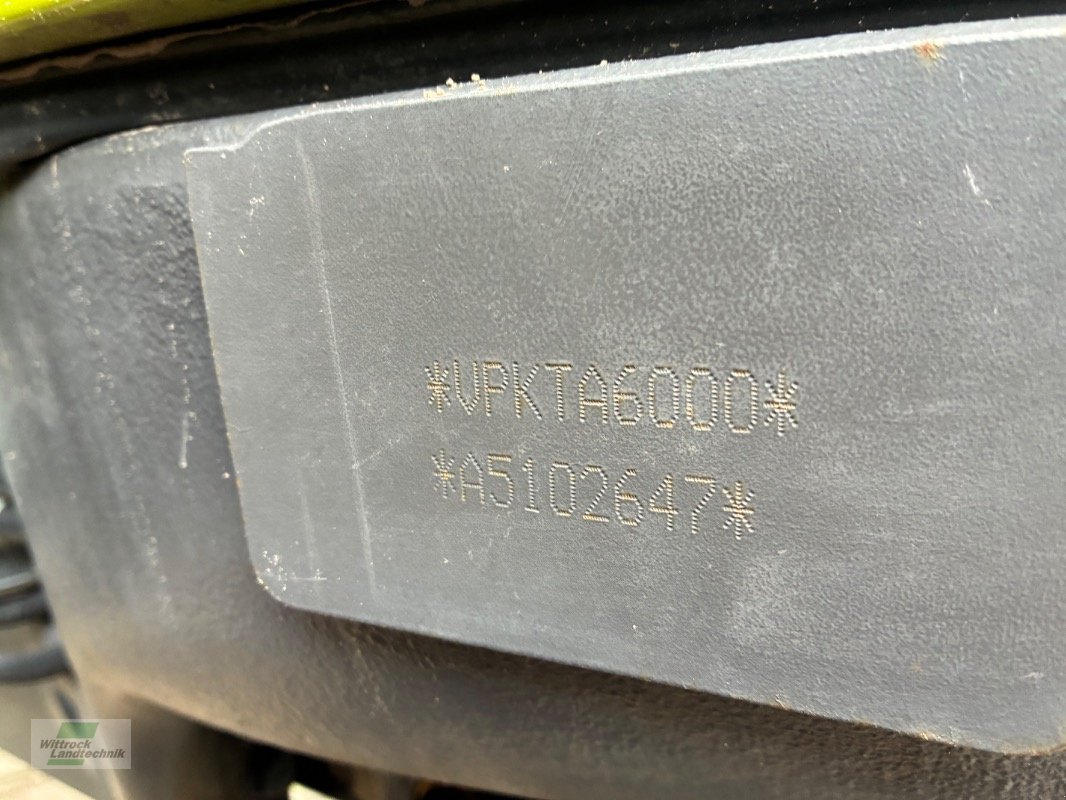 *VPKTA6000*
*A5102647*
Wittrock
Landtechnik